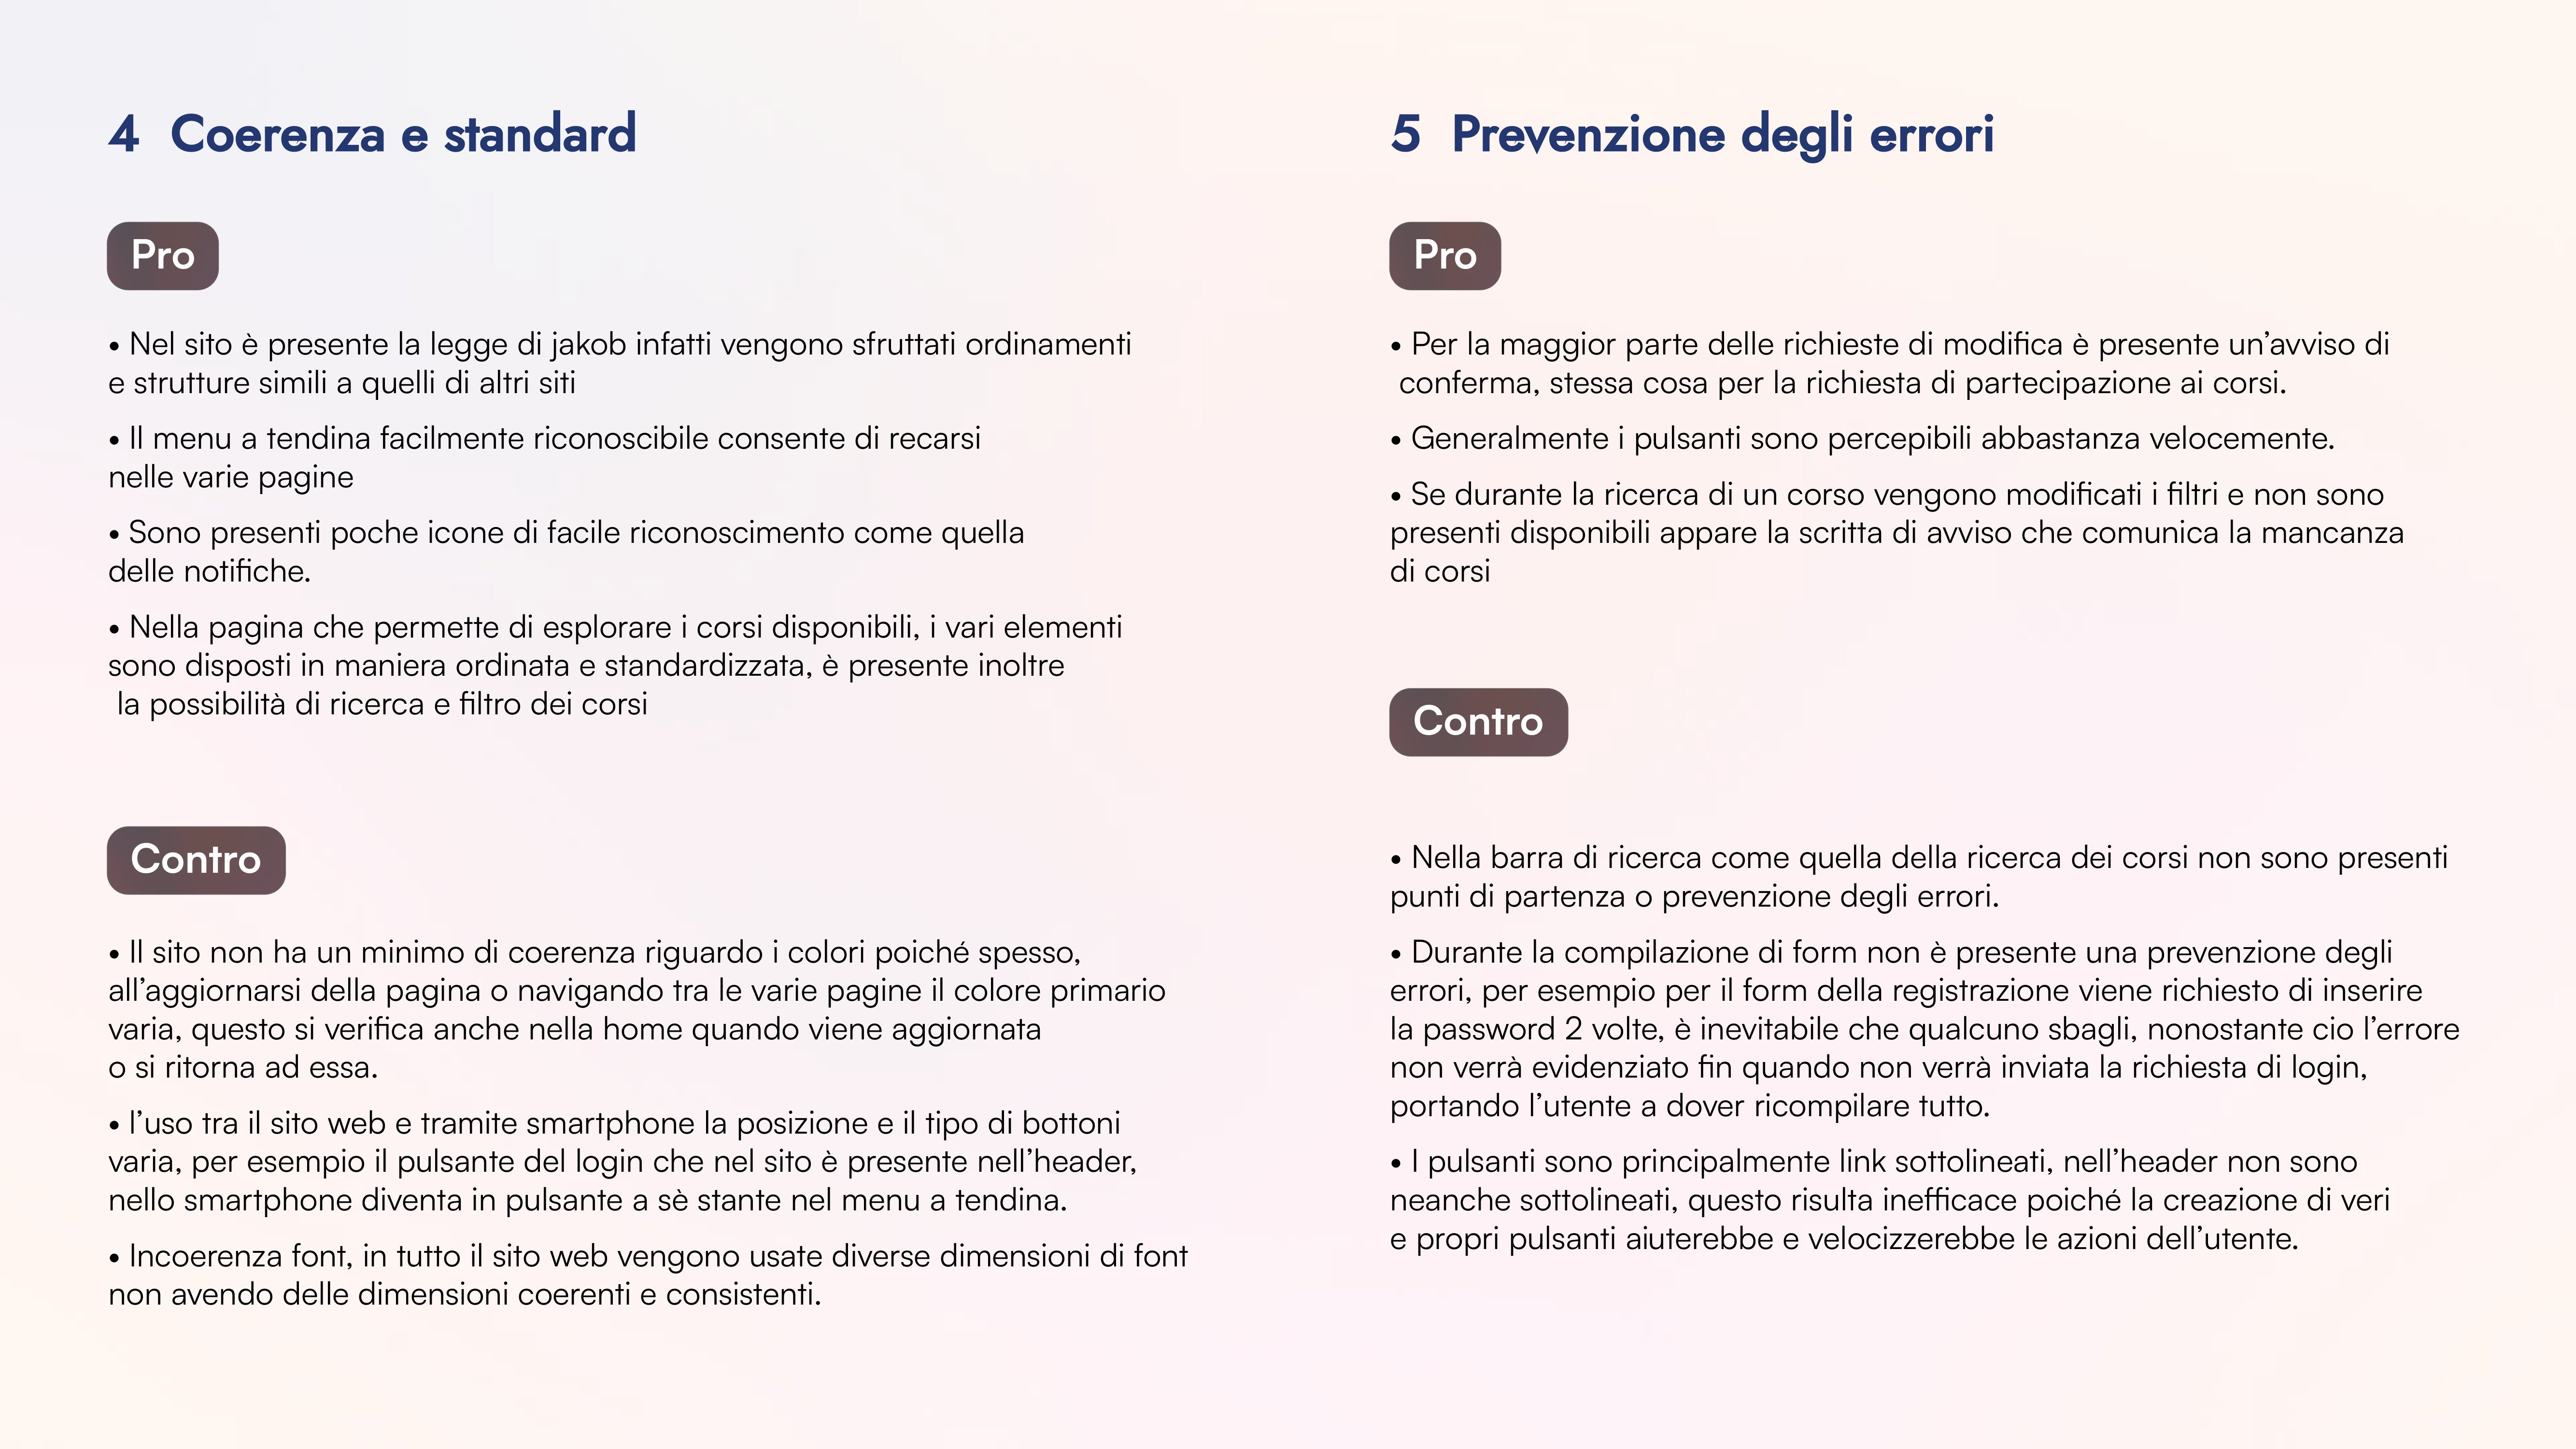 4 Coerenza e standard
Pro
• Nel sito è presente la legge di jakob infatti vengono sfruttati ordinamenti
e strutture simili a quelli di altri siti
• Il menu a tendina facilmente riconoscibile consente di recarsi
nelle varie pagine
• Sono presenti poche icone di facile riconoscimento come quella
delle notifiche.
• Nella pagina che permette di esplorare i corsi disponibili, i vari elementi
sono disposti in maniera ordinata e standardizzata, è presente inoltre
la possibilità di ricerca e filtro dei corsi
Contro
• Il sito non ha un minimo di coerenza riguardo i colori poiché spesso,
all’aggiornarsi della pagina o navigando tra le varie pagine il colore primario
varia, questo si verifica anche nella home quando viene aggiornata
o si ritorna ad essa.
• l’uso tra il sito web e tramite smartphone la posizione e il tipo di bottoni
varia, per esempio il pulsante del login che nel sito è presente nell’header,
nello smartphone diventa in pulsante a sè stante nel menu a tendina.
• Incoerenza font, in tutto il sito web vengono usate diverse dimensioni di font
non avendo delle dimensioni coerenti e consistenti.
5 Prevenzione degli errori
Pro
• Per la maggior parte delle richieste di modifica è presente un’avviso di
conferma, stessa cosa per la richiesta di partecipazione ai corsi.
• Generalmente i pulsanti sono percepibili abbastanza velocemente.
• Se durante la ricerca di un corso vengono modificati i filtri e non sono
presenti disponibili appare la scritta di avviso che comunica la mancanza
di corsi
Contro
• Nella barra di ricerca come quella della ricerca dei corsi non sono presenti
punti di partenza o prevenzione degli errori.
• Durante la compilazione di form non è presente una prevenzione degli
errori, per esempio per il form della registrazione viene richiesto di inserire
la password 2 volte, è inevitabile che qualcuno sbagli, nonostante cio l’errore
non verrà evidenziato fin quando non verrà inviata la richiesta di login,
portando l’utente a dover ricompilare tutto.
• I pulsanti sono principalmente link sottolineati, nell’header non sono
neanche sottolineati, questo risulta inefficace poiché la creazione di veri
e propri pulsanti aiuterebbe e velocizzerebbe le azioni dell’utente.